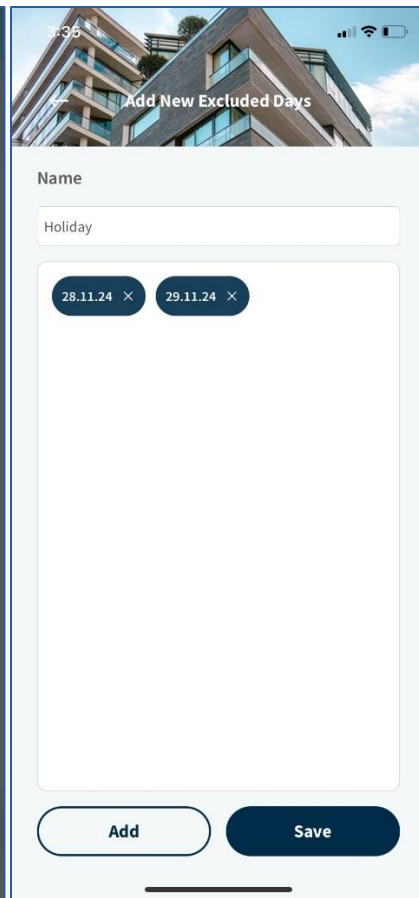 3:35
Add New Excluded Days
Name
Holiday
28.11.24 × 29.11.24 ×
Add Save